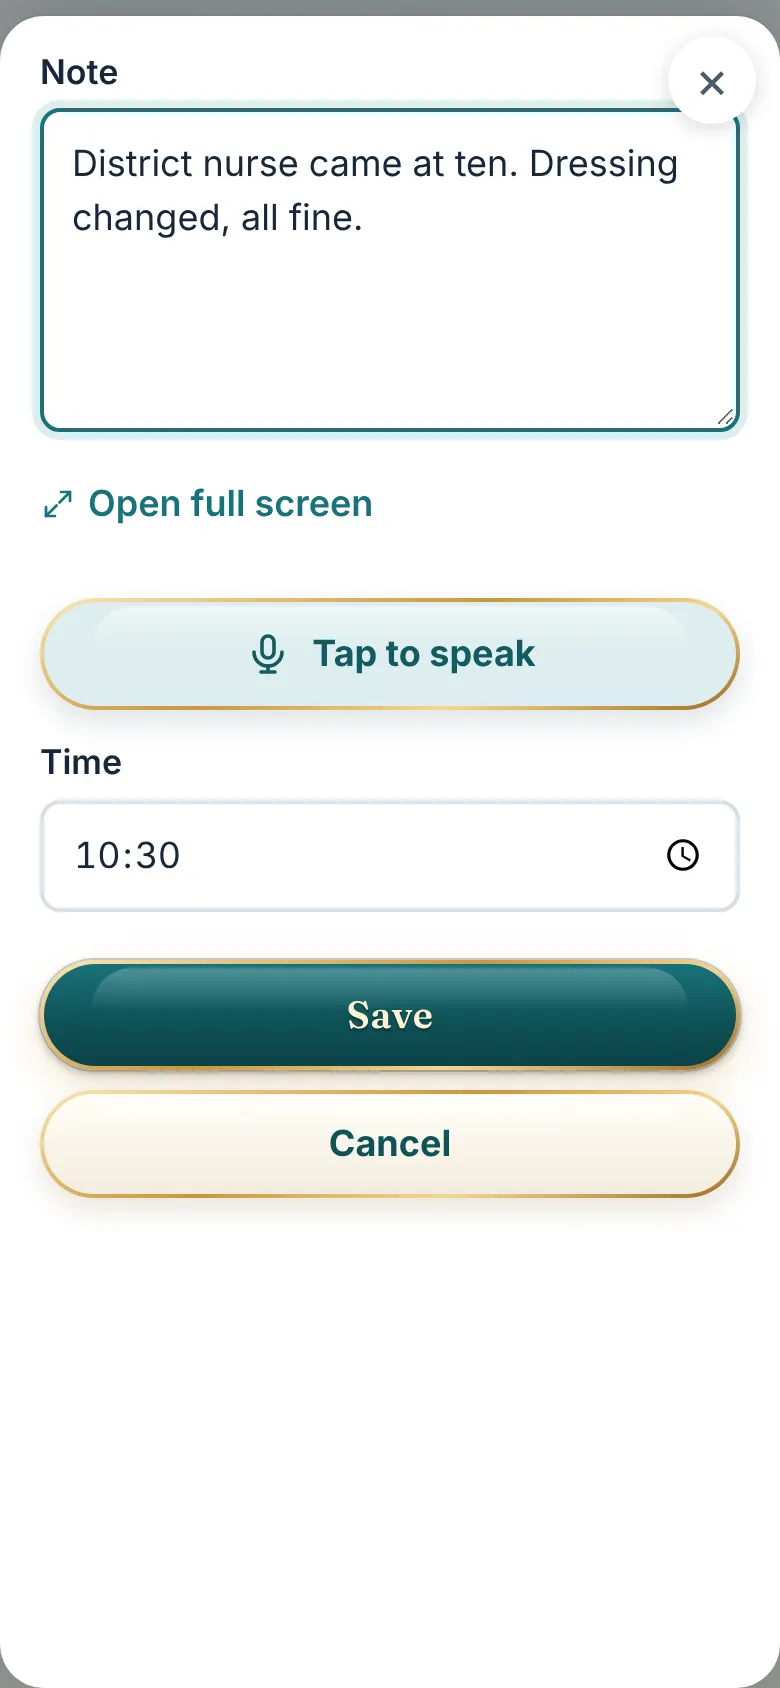 Note
District nurse came at ten. Dressing
changed, all fine.
Open full screen
Tap to speak
Time
10:30
Save
Cancel